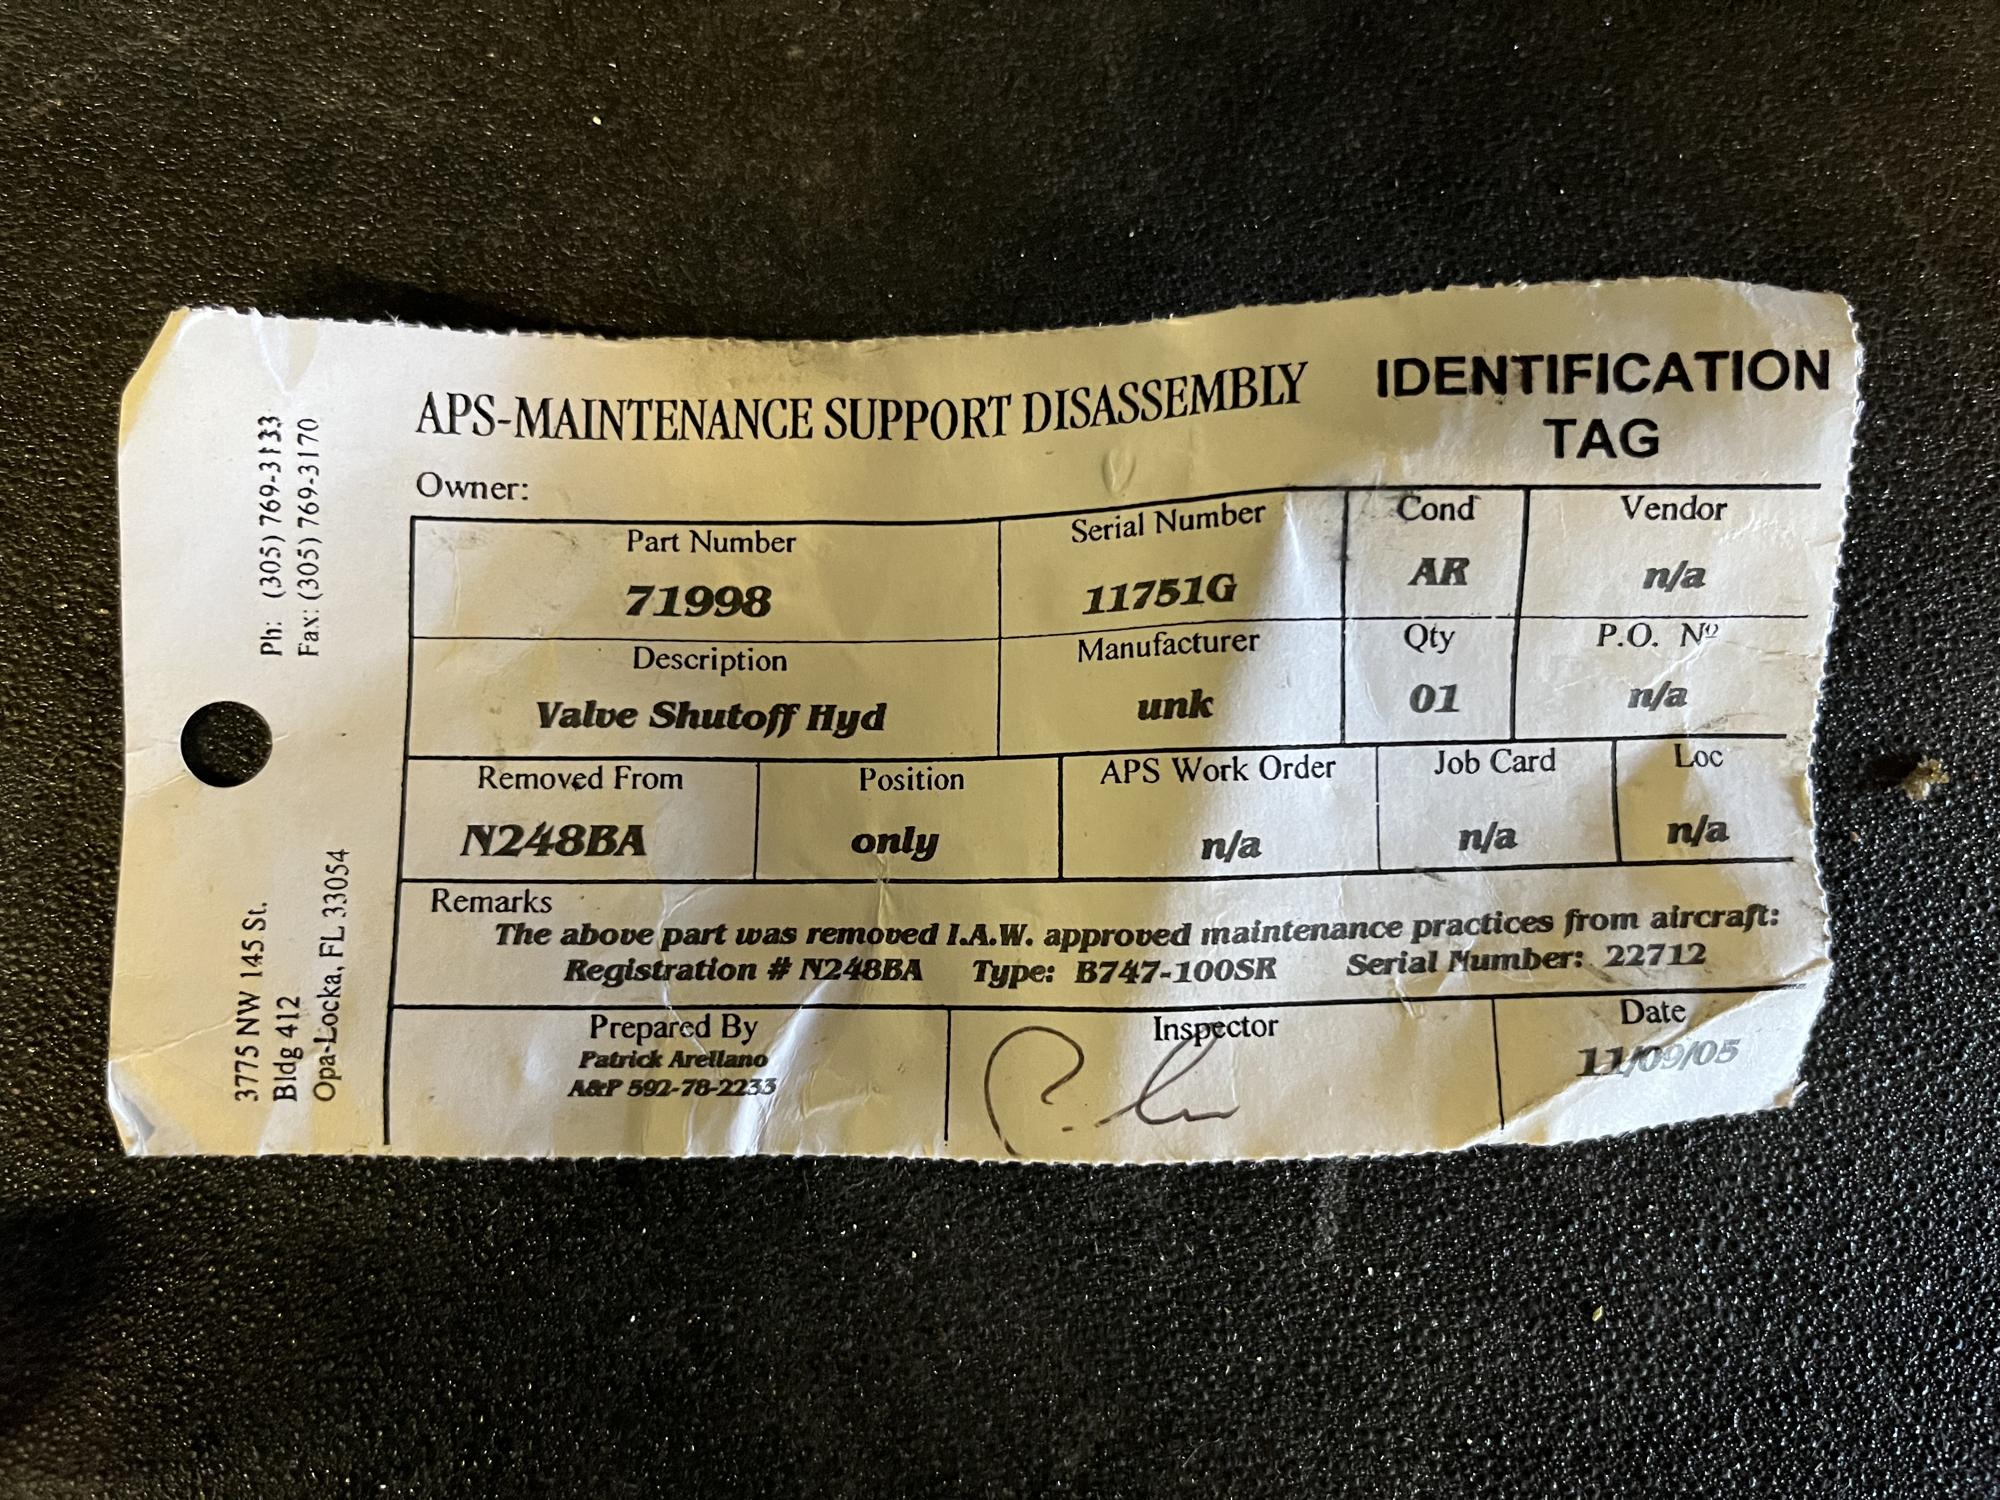 Ph: (305) 769-3133
Fax: (305) 769-3170
3775 NW 145 St.
Bldg 412
Opa-Locka, FL 33054
APS-MAINTENANCE SUPPORT DISASSEMBLY
IDENTIFICATION
TAG
Owner:
Part Number Serial Number Cond Vendor
71998 11751G AR n/a
Description Manufacturer Qty P.O. Nº
Valve Shutoff Hyd unk 01 n/a
Removed From Position APS Work Order Job Card Loc
N248BA only n/a n/a n/a
Remarks
The above part was removed I.A.W. approved maintenance practices from aircraft:
Registration # N248BA Type: B747-100SR Serial Number: 22712
Prepared By Inspector Date
Patrick Arellano 11/09/05
A&P 592-78-2233